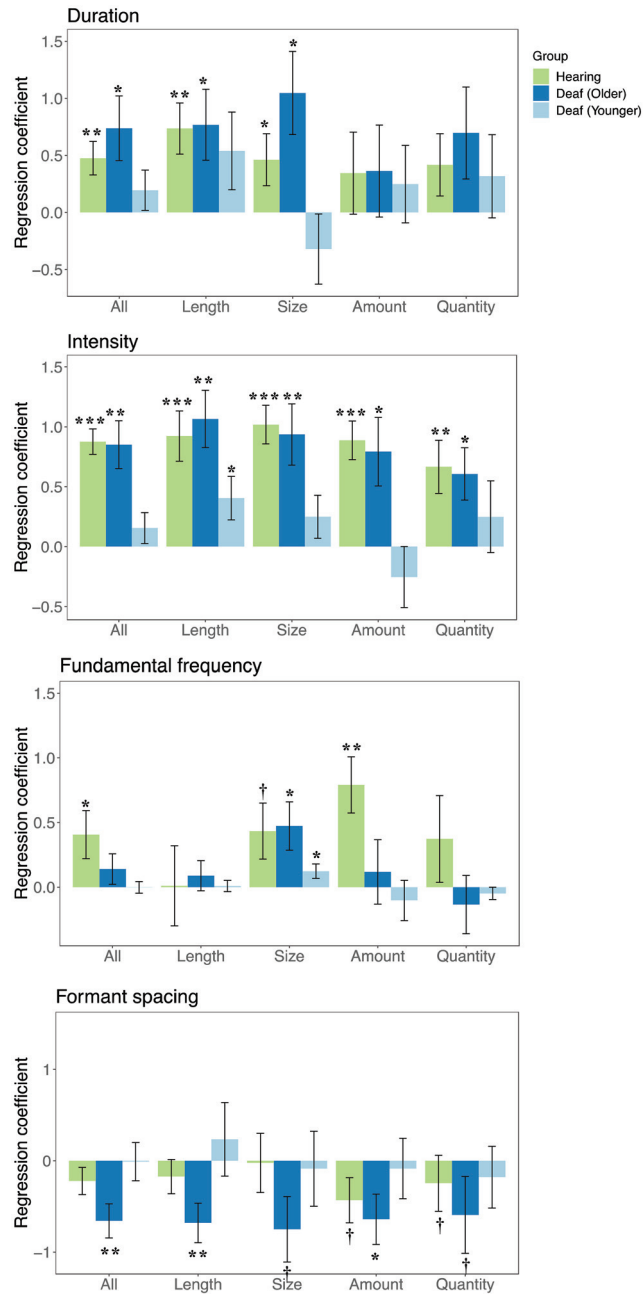 Duration
Group
Hearing
Deaf (Older)
Deaf (Younger)
Regression coefficient
1.5
1.0
0.5
0.0
−0.5
** * ** * * *
All Length Size Amount Quantity
Intensity
Regression coefficient
1.5
1.0
0.5
0.0
−0.5
*** ** *** ** * *** ** *** * ** *
All Length Size Amount Quantity
Fundamental frequency
Regression coefficient
1.5
1.0
0.5
0.0
* † * * **
All Length Size Amount Quantity
Formant spacing
Regression coefficient
1
0
−1
** ** † † * † †
All Length Size Amount Quantity